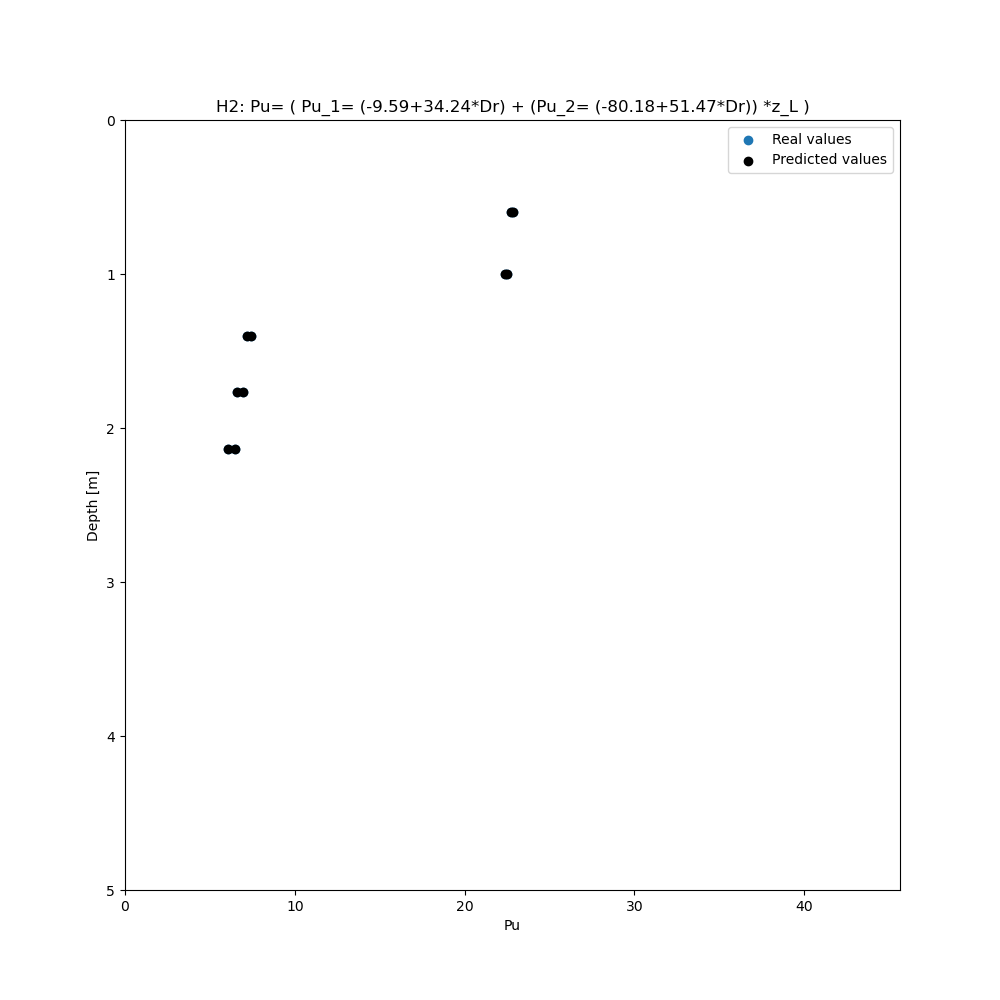 H2: Pu= ( Pu_1= (-9.59+34.24*Dr) + (Pu_2= (-80.18+51.47*Dr)) *z_L )
Real values
Predicted values
0
1
2
3
4
5
Depth [m]
0 10 20 30 40
Pu